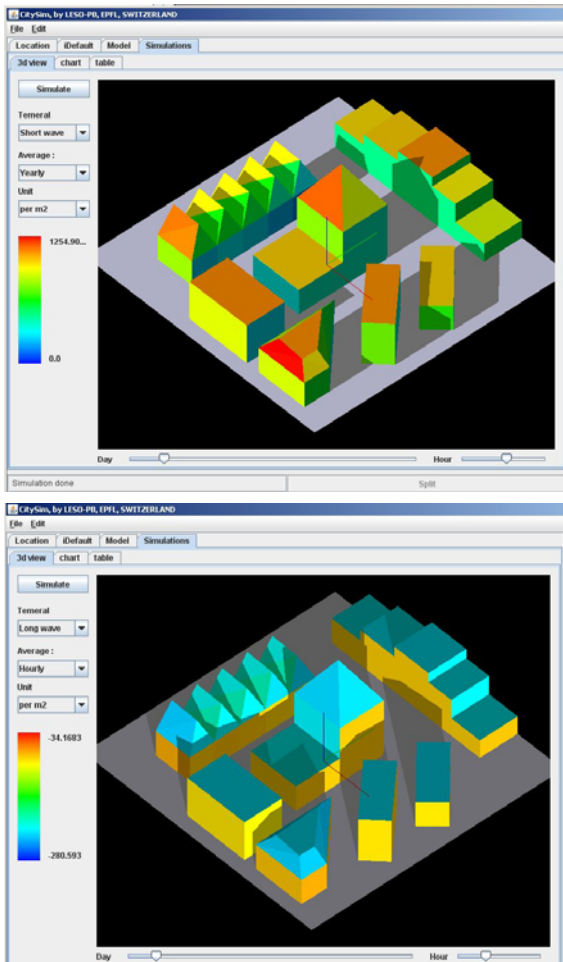 CitySim, by LESO-PB, EPFL, SWITZERLAND
File Edit
Location iDefault Model Simulations
3d view chart table
Simulate
Temeral
Short wave
Average :
Yearly
Unit
per m2
1254.90...
0.0
Day Hour
Simulation done Split
CitySim, by LESO-PB, EPFL, SWITZERLAND
File Edit
Location iDefault Model Simulations
3d view chart table
Simulate
Temeral
Long wave
Average :
Hourly
Unit
per m2
-34.1683
-280.593
Day Hour